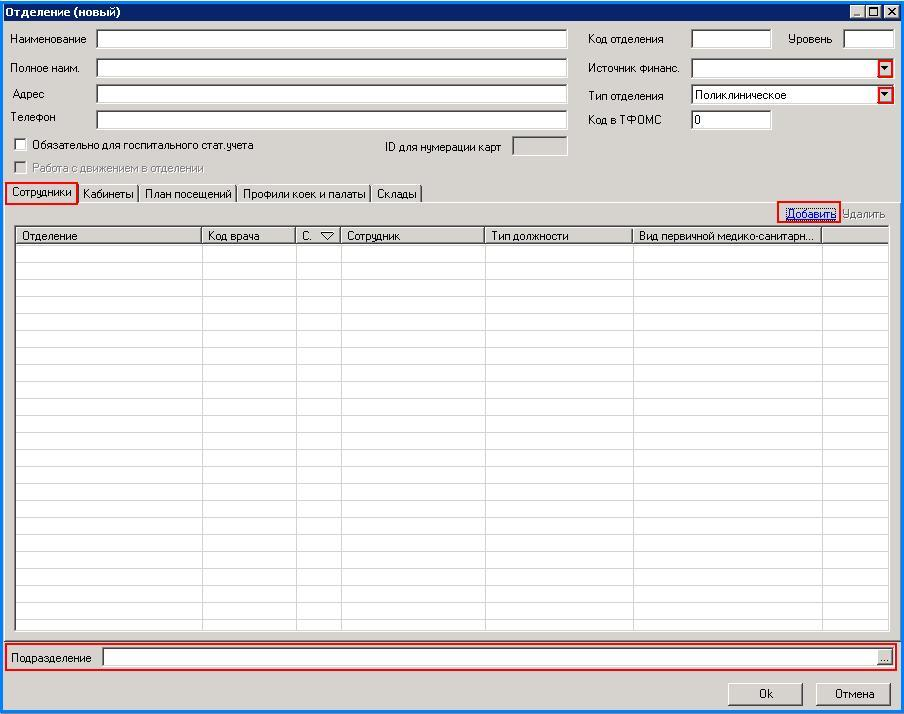 Отделение (новый)
Наименование Код отделения Уровень
Полное наим. Источник финанс.
Адрес Тип отделения Поликлиническое
Телефон Код в ТФОМС 0
Обязательно для госпитального стат.учета ID для нумерации карт
Работа с движением в отделении
Сотрудники Кабинеты План посещений Профили коек и палаты Склады
Добавить Удалить
Отделение Код врача С. Сотрудник Тип должности Вид первичной медико-санитарн...
Подразделение ...
Ok Отмена